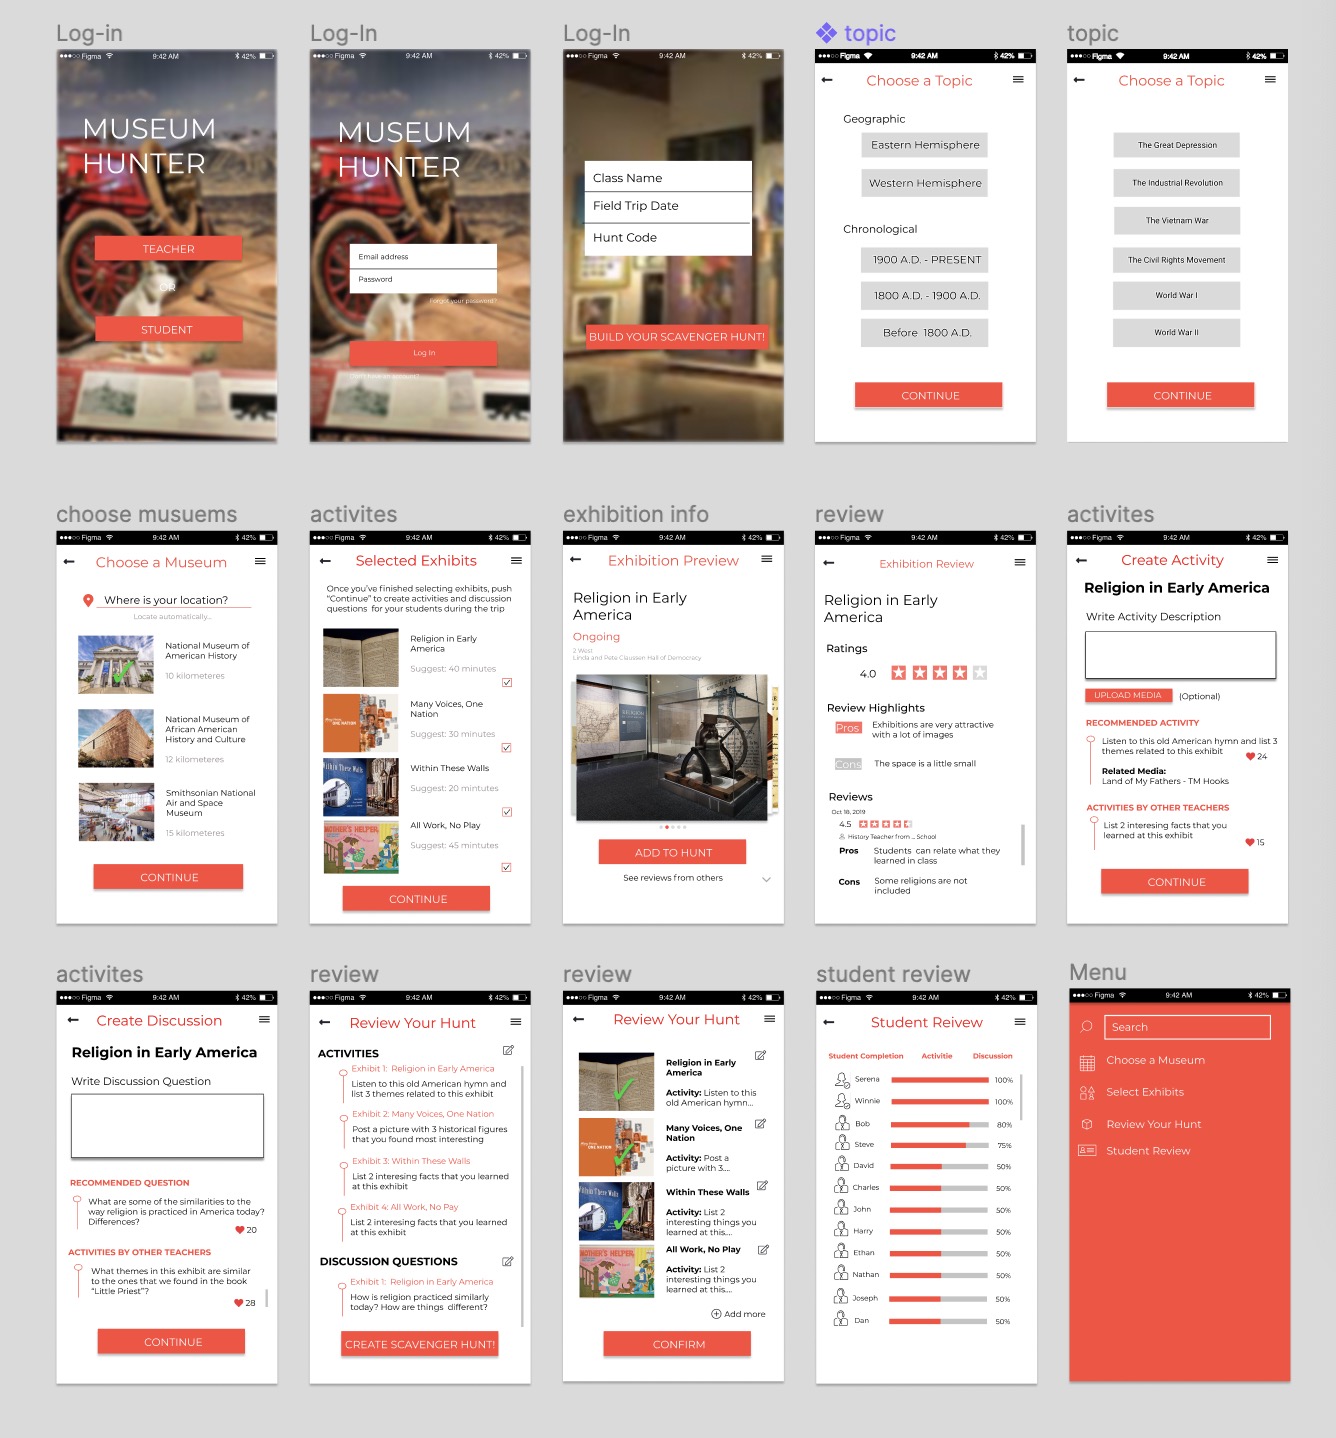 Log-in
●●●○○ Figma 9:42 AM 42%
MUSEUM
HUNTER
TEACHER
OR
STUDENT
Log-In
●●●○○ Figma 9:42 AM 42%
MUSEUM
HUNTER
Email address
Password
Forgot your password?
Log In
Log-In
●●●○○ Figma 9:42 AM 42%
Class Name
Field Trip Date
Hunt Code
BUILD YOUR SCAVENGER HUNT!
topic
●●●○○ Figma 9:42 AM 42%
Choose a Topic
Geographic
Eastern Hemisphere
Western Hemisphere
Chronological
1900 A.D. - PRESENT
1800 A.D. - 1900 A.D.
Before 1800 A.D.
CONTINUE
topic
●●●○○ Figma 9:42 AM 42%
Choose a Topic
The Great Depression
The Industrial Revolution
The Vietnam War
The Civil Rights Movement
World War I
World War II
CONTINUE
choose musuems
●●●○○ Figma 9:42 AM 42%
Choose a Museum
Where is your location?
Locate automatically...
National Museum of
American History
10 kilometeres
National Museum of
African American
History and Culture
12 kilometeres
Smithsonian National
Air and Space
Museum
15 kilometeres
CONTINUE
activites
●●●○○ Figma 9:42 AM 42%
Selected Exhibits
Once you've finished selecting exhibits, push
"Continue" to create activities and discussion
questions for your students during the trip
Religion in Early
America
Suggest: 40 minutes
Many Voices, One
Nation
Suggest: 30 minutes
Within These Walls
Suggest: 20 mintutes
All Work, No Play
Suggest: 45 minutes
CONTINUE
exhibition info
●●●○○ Figma 9:42 AM 42%
Exhibition Preview
Religion in Early
America
Ongoing
2 West
Linda and Pete Claussen Hall of Democracy
ADD TO HUNT
See reviews from others
review
●●●○○ Figma 9:42 AM 42%
Exhibition Review
Religion in Early
America
Ratings
4.0
Review Highlights
Pros Exhibitions are very attractive
with a lot of images
Cons The space is a little small
Reviews
Oct 18, 2019
4.5
History Teacher from ... School
Pros Students can relate what they
learned in class
Cons Some religions are not
included
activites
●●●○○ Figma 9:42 AM 42%
Create Activity
Religion in Early America
Write Activity Description
UPLOAD MEDIA (Optional)
RECOMMENDED ACTIVITY
Listen to this old American hymn and list 3
themes related to this exhibit
24
Related Media:
Land of My Fathers - TM Hooks
ACTIVITIES BY OTHER TEACHERS
List 2 interesing facts that you
learned at this exhibit
15
CONTINUE
activites
●●●○○ Figma 9:42 AM 42%
Create Discussion
Religion in Early America
Write Discussion Question
RECOMMENDED QUESTION
What are some of the similarities to the
way religion is practiced in America today?
Differences?
20
ACTIVITIES BY OTHER TEACHERS
What themes in this exhibit are similar
to the ones that we found in the book
"Little Priest"?
28
CONTINUE
review
●●●○○ Figma 9:42 AM 42%
Review Your Hunt
ACTIVITIES
Exhibit 1: Religion in Early America
Listen to this old American hymn and
list 3 themes related to this exhibit
Exhibit 2: Many Voices, One Nation
Post a picture with 3 historical figures
that you found most interesting
Exhibit 3: Within These Walls
List 2 interesing facts that you learned
at this exhibit
Exhibit 4: All Work, No Pay
List 2 interesing facts that you learned
at this exhibit
DISCUSSION QUESTIONS
Exhibit 1: Religion in Early America
How is religion practiced similarly
today? How are things different?
CREATE SCAVENGER HUNT!
review
●●●○○ Figma 9:42 AM 42%
Review Your Hunt
Religion in Early
America
Activity: Listen to this
old American hymn...
Many Voices, One
Nation
Activity: Post a
picture with 3....
Within These Walls
Activity: List 2
interesting things you
learned at this....
MOTHER'S HELPER
All Work, No Play
Activity: List 2
interesting things you
learned at this....
Add more
CONFIRM
student review
●●●○○ Figma 9:42 AM 42%
Student Reivew
Student Completion Activitie Discussion
Serena 100%
Winnie 100%
Bob 80%
Steve 75%
David 50%
Charles 50%
John 50%
Harry 50%
Ethan 50%
Nathan 50%
Joseph 50%
Dan 50%
Menu
●●●○○ Figma 9:42 AM 42%
Search
Choose a Museum
Select Exhibits
Review Your Hunt
Student Review